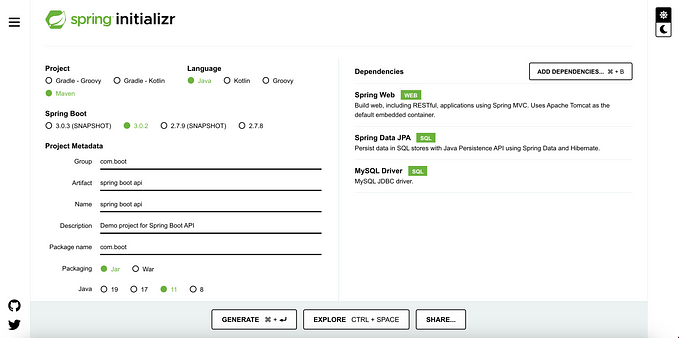 spring initializr
Project
Gradle - Groovy Gradle - Kotlin
Maven
Language
Java Kotlin Groovy
Spring Boot
3.0.3 (SNAPSHOT) 3.0.2 2.7.9 (SNAPSHOT) 2.7.8
Project Metadata
Group com.boot
Artifact spring boot api
Name spring boot api
Description Demo project for Spring Boot API
Package name com.boot
Packaging Jar War
Java 19 17 11 8
Dependencies ADD DEPENDENCIES... ⌘ + B
Spring Web WEB
Build web, including RESTful, applications using Spring MVC. Uses Apache Tomcat as the
default embedded container.
Spring Data JPA SQL
Persist data in SQL stores with Java Persistence API using Spring Data and Hibernate.
MySQL Driver SQL
MySQL JDBC driver.
GENERATE ⌘ + ↵ EXPLORE CTRL + SPACE SHARE...